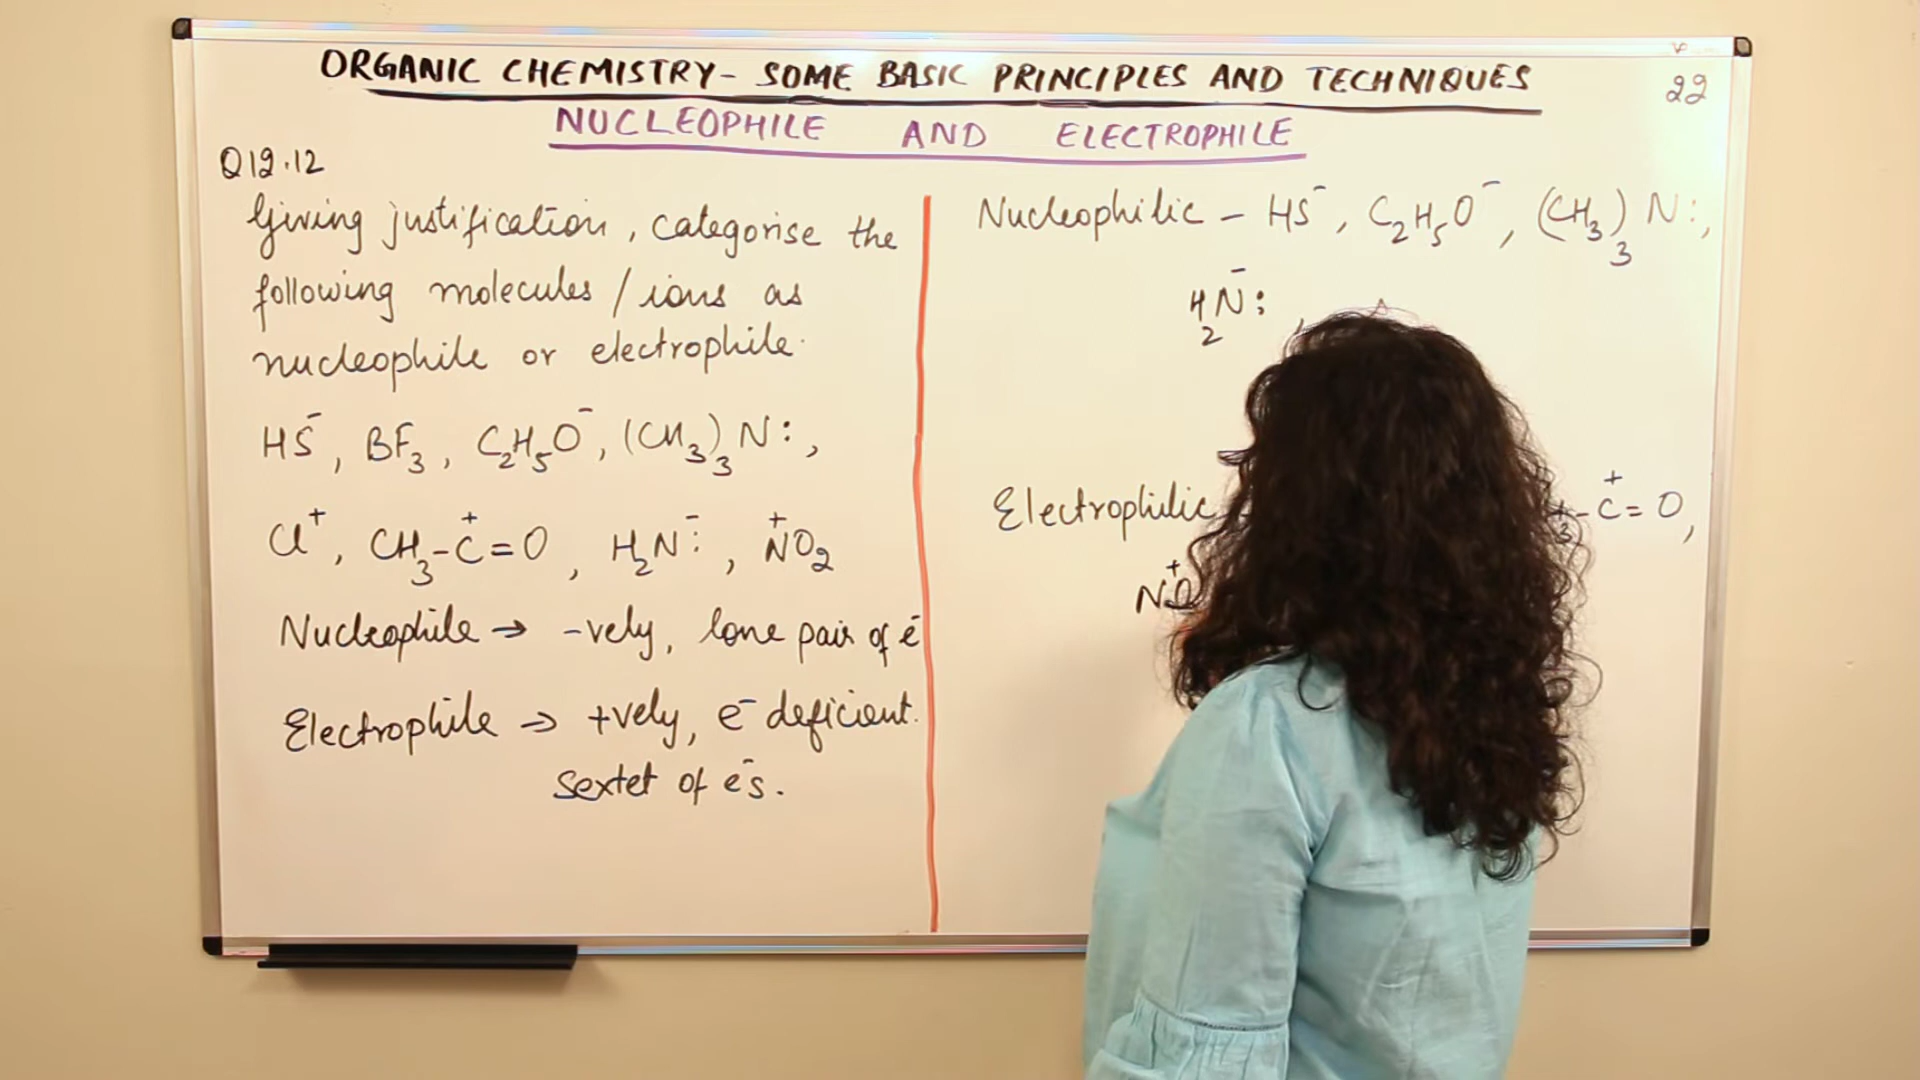 ORGANIC CHEMISTRY- SOME BASIC PRINCIPLES AND TECHNIQUES
22
NUCLEOPHILE AND ELECTROPHILE
Q12.12
Giving justification, categorise the
following molecules / ions as
nucleophile or electrophile.
HS⁻, BF₃, C₂H₅O⁻, (CH₃)₃N:,
Cl⁺, CH₃-C⁺=O, H₂N⁻:, N⁺O₂
Nucleophile → -vely, lone pair of e⁻
Electrophile → +vely, e⁻ deficient.
Sextet of e⁻s.
Nucleophilic - HS⁻, C₂H₅O⁻, (CH₃)₃N:,
H₂N⁻:
Electrophilic
₃-C⁺=O,
N⁺O